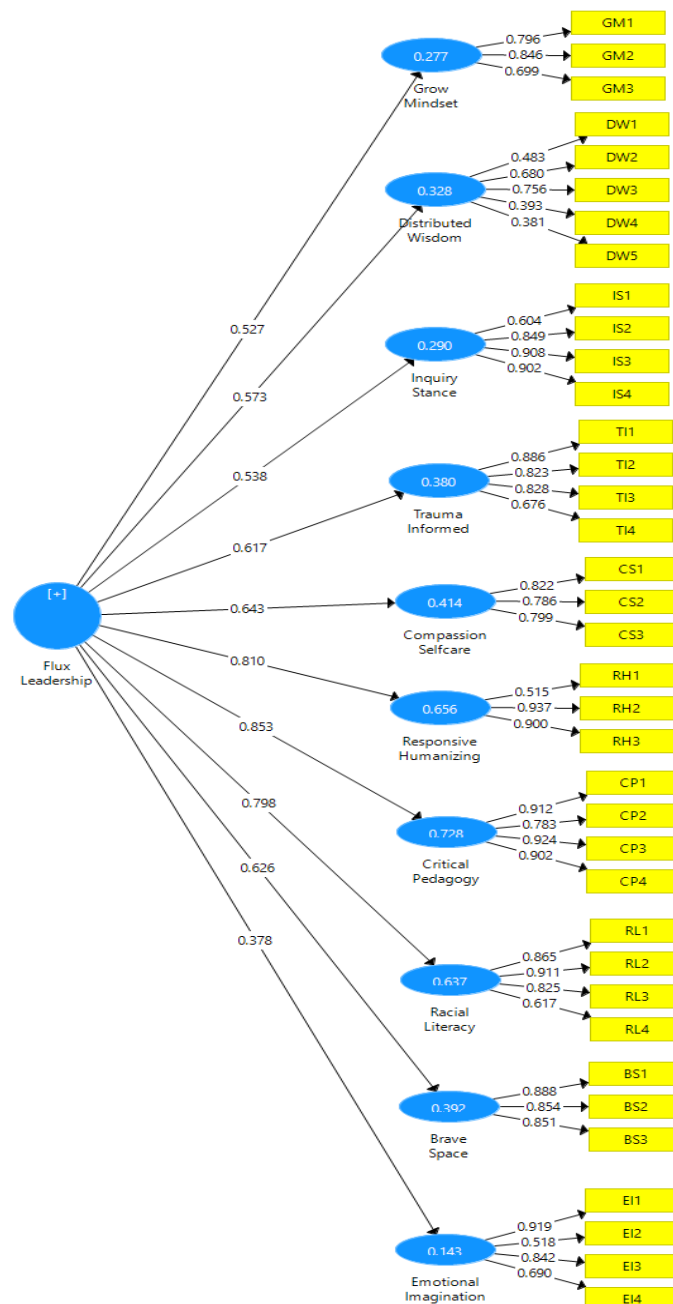 GM1
0.796
0.277
0.846
GM2
0.699
Grow
Mindset
GM3
DW1
0.483
DW2
0.680
0.328
0.756
DW3
0.393
Distributed
Wisdom
0.381
DW4
DW5
IS1
0.604
0.527
IS2
0.849
0.290
0.908
IS3
0.902
Inquiry
Stance
IS4
0.573
TI1
0.886
0.538
TI2
0.823
0.380
0.828
TI3
0.676
Trauma
Informed
TI4
0.617
CS1
[+]
0.822
0.643
0.414
0.786
CS2
0.799
Compassion
Selfcare
CS3
Flux
Leadership
0.810
RH1
0.515
0.656
0.937
RH2
0.900
Responsive
Humanizing
RH3
0.853
CP1
0.912
0.798
CP2
0.783
0.728
0.924
CP3
0.902
Critical
Pedagogy
CP4
0.626
RL1
0.378
0.865
RL2
0.911
0.637
0.825
RL3
0.617
Racial
Literacy
RL4
BS1
0.888
0.392
0.854
BS2
0.851
Brave
Space
BS3
EI1
0.919
EI2
0.518
0.143
0.842
EI3
0.690
Emotional
Imagination
EI4